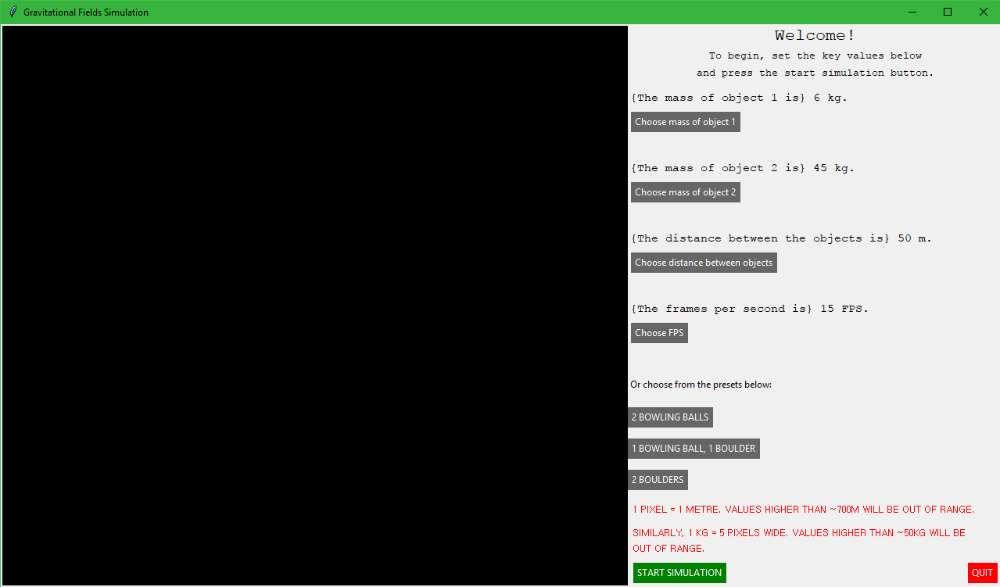 Gravitational Fields Simulation
Welcome!
To begin, set the key values below
and press the start simulation button.
{The mass of object 1 is} 6 kg.
Choose mass of object 1
{The mass of object 2 is} 45 kg.
Choose mass of object 2
{The distance between the objects is} 50 m.
Choose distance between objects
{The frames per second is} 15 FPS.
Choose FPS
Or choose from the presets below:
2 BOWLING BALLS
1 BOWLING BALL, 1 BOULDER
2 BOULDERS
1 PIXEL = 1 METRE. VALUES HIGHER THAN ~700M WILL BE OUT OF RANGE.
SIMILARLY, 1 KG = 5 PIXELS WIDE. VALUES HIGHER THAN ~50KG WILL BE
OUT OF RANGE.
START SIMULATION
QUIT